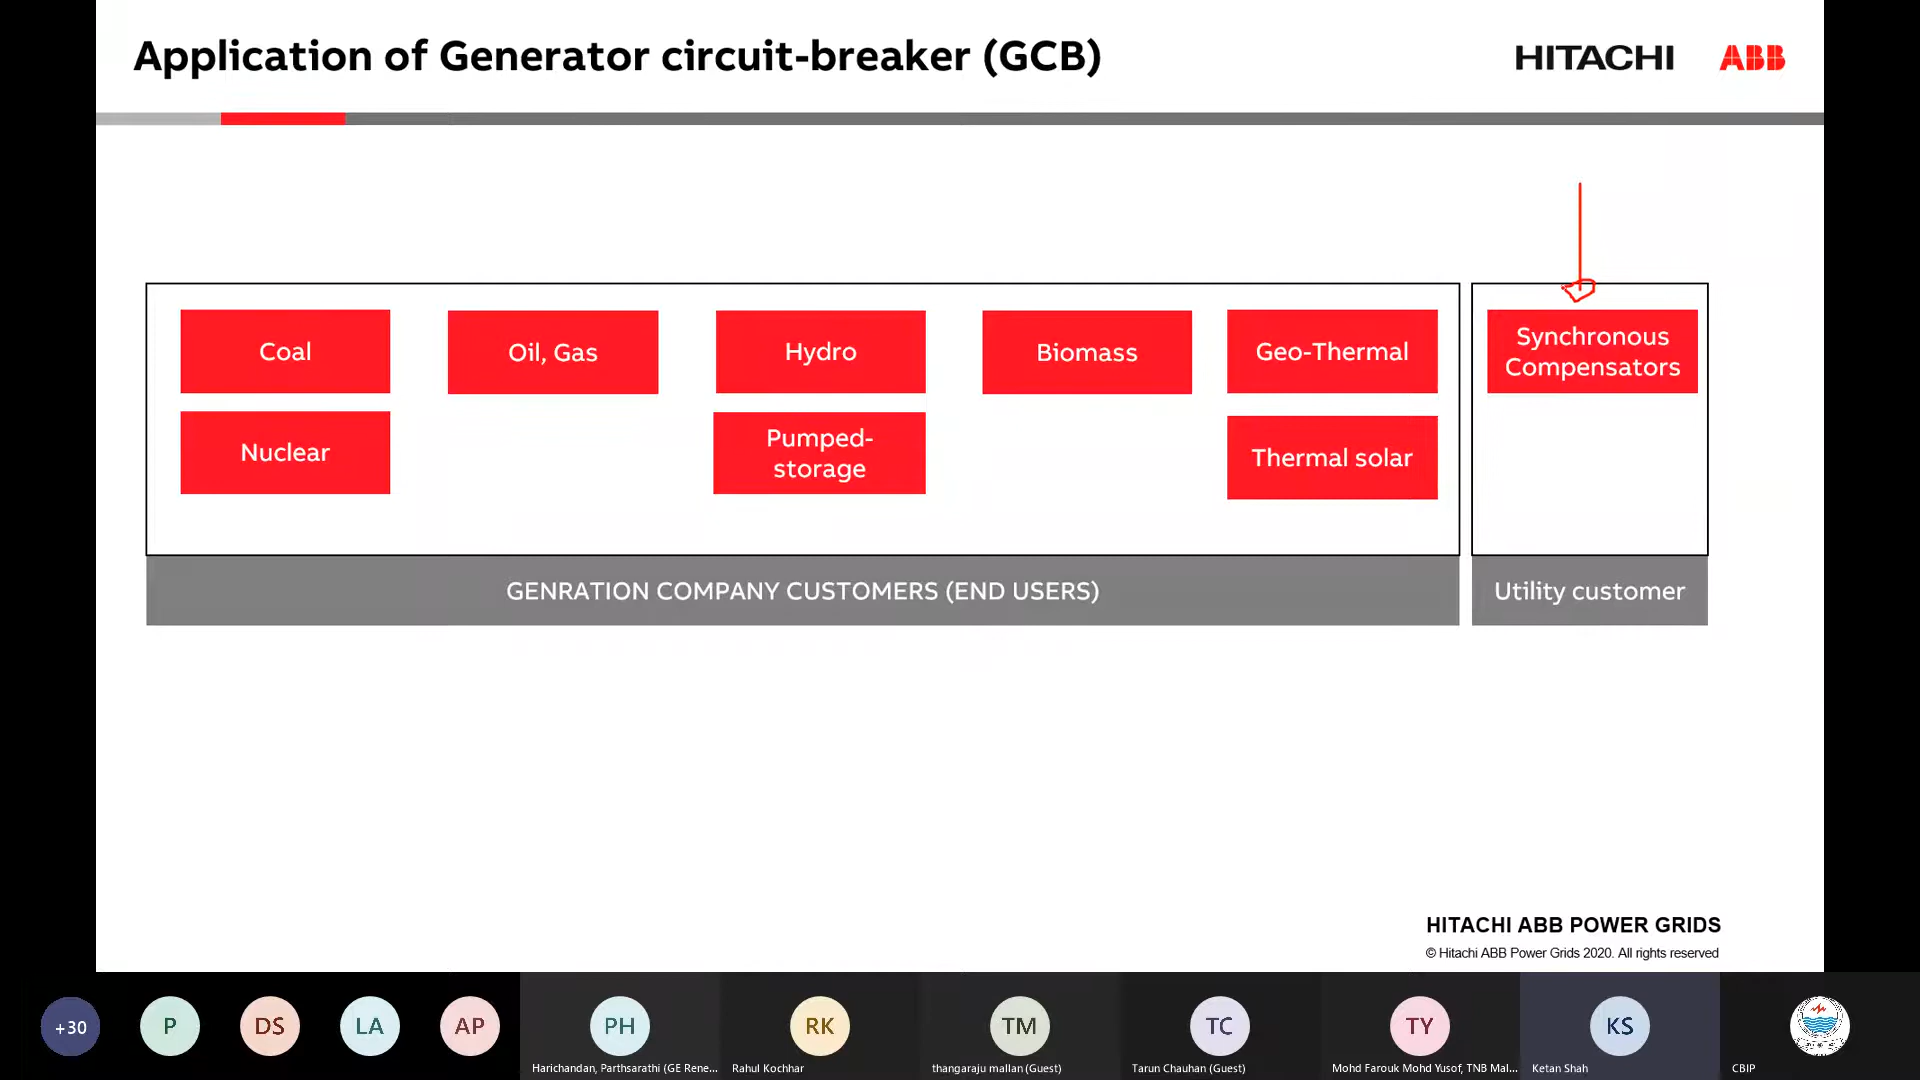 Application of Generator circuit-breaker (GCB)
HITACHI ABB
Coal
Oil, Gas
Hydro
Biomass
Geo-Thermal
Synchronous
Compensators
Nuclear
Pumped-
storage
Thermal solar
GENRATION COMPANY CUSTOMERS (END USERS)
Utility customer
HITACHI ABB POWER GRIDS
© Hitachi ABB Power Grids 2020. All rights reserved
+30
P
DS
LA
AP
PH
RK
TM
TC
TY
KS
Harichandan, Parthsarathi (GE Rene...
Rahul Kochhar
thangaraju mallan (Guest)
Tarun Chauhan (Guest)
Mohd Farouk Mohd Yusof, TNB Mal...
Ketan Shah
CBIP